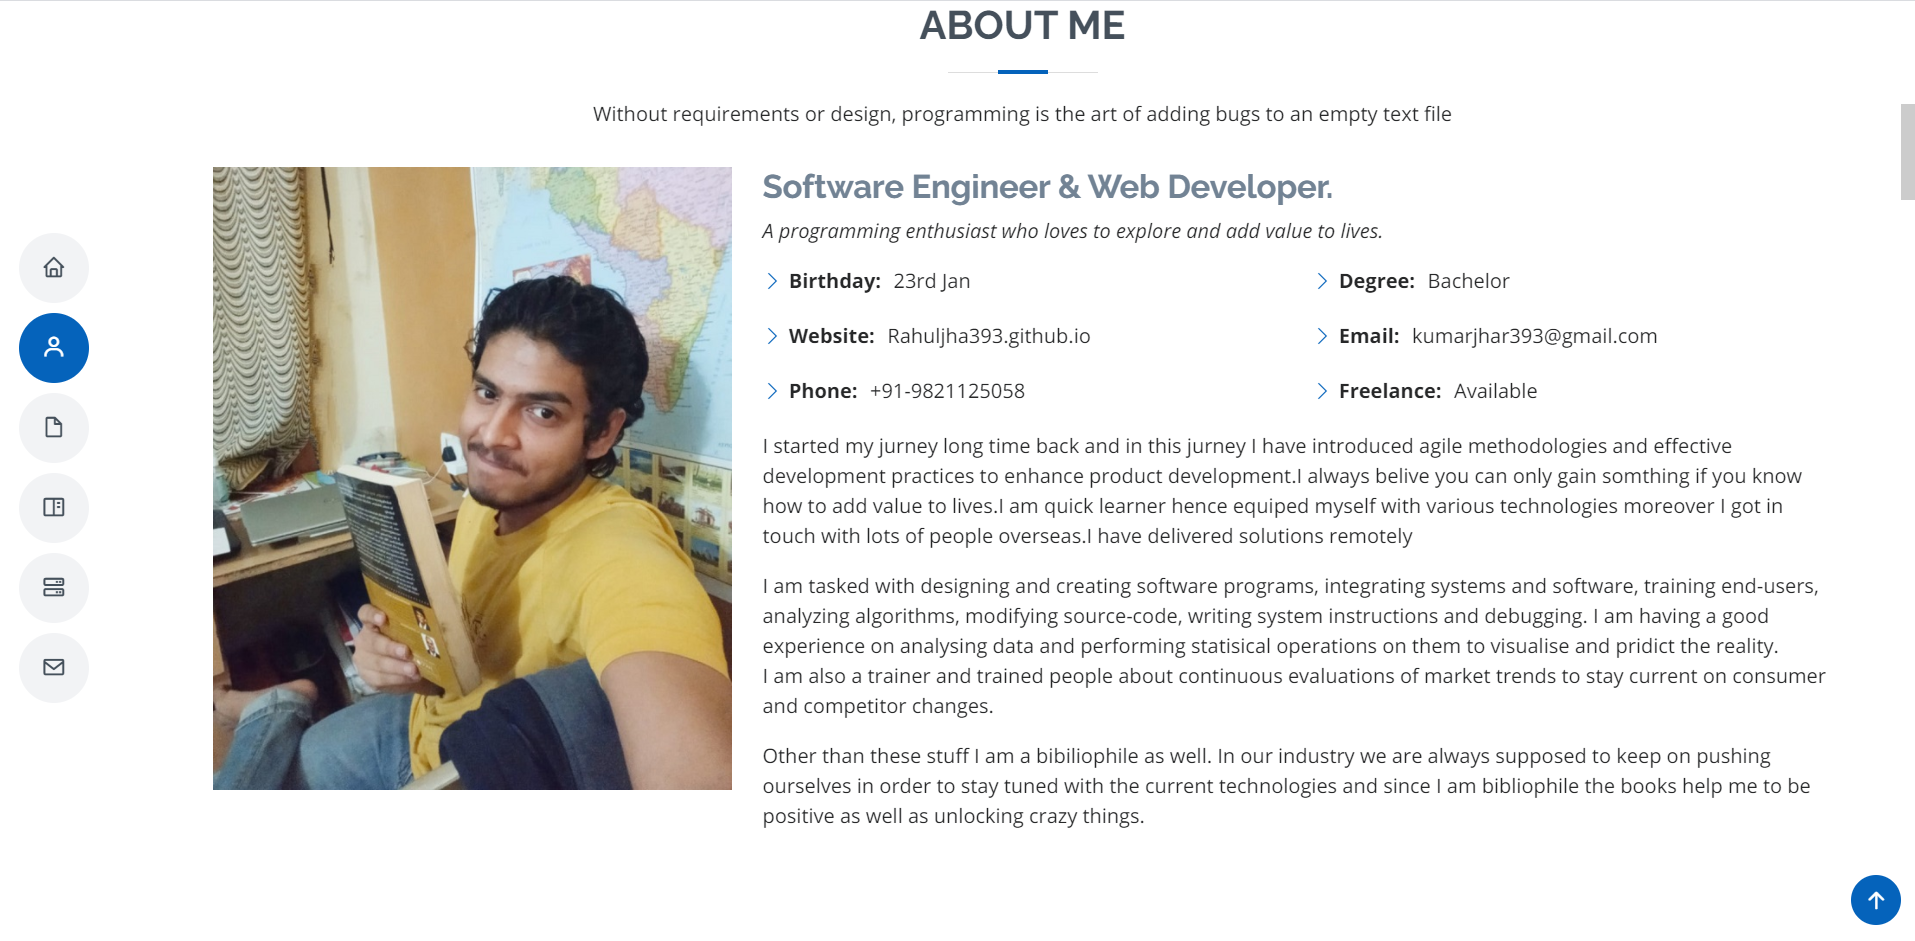 ABOUT ME
Without requirements or design, programming is the art of adding bugs to an empty text file
Software Engineer & Web Developer.
A programming enthusiast who loves to explore and add value to lives.
Birthday: 23rd Jan
Degree: Bachelor
Website: Rahuljha393.github.io
Email: kumarjhar393@gmail.com
Phone: +91-9821125058
Freelance: Available
I started my jurney long time back and in this jurney I have introduced agile methodologies and effective
development practices to enhance product development.I always belive you can only gain somthing if you know
how to add value to lives.I am quick learner hence equiped myself with various technologies moreover I got in
touch with lots of people overseas.I have delivered solutions remotely
I am tasked with designing and creating software programs, integrating systems and software, training end-users,
analyzing algorithms, modifying source-code, writing system instructions and debugging. I am having a good
experience on analysing data and performing statisical operations on them to visualise and pridict the reality.
I am also a trainer and trained people about continuous evaluations of market trends to stay current on consumer
and competitor changes.
Other than these stuff I am a bibiliophile as well. In our industry we are always supposed to keep on pushing
ourselves in order to stay tuned with the current technologies and since I am bibliophile the books help me to be
positive as well as unlocking crazy things.